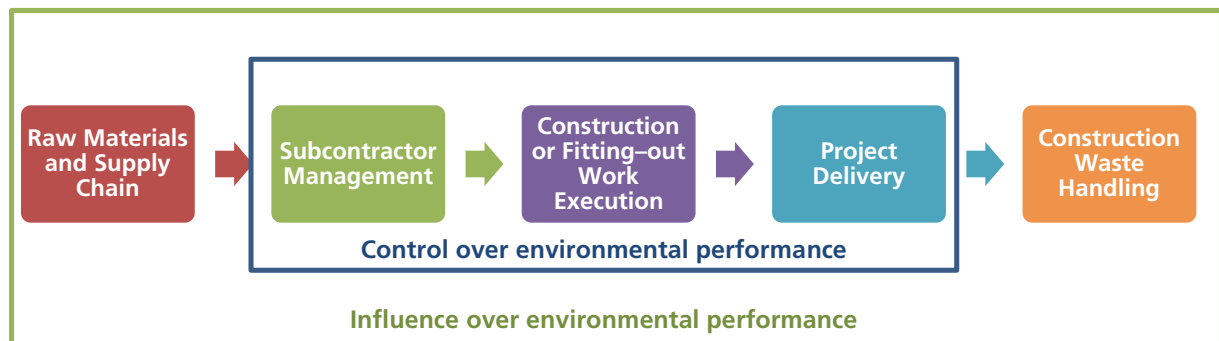 Raw Materials
and Supply
Chain
Subcontractor
Management
Construction
or Fitting–out
Work
Execution
Project
Delivery
Construction
Waste
Handling
Control over environmental performance
Influence over environmental performance